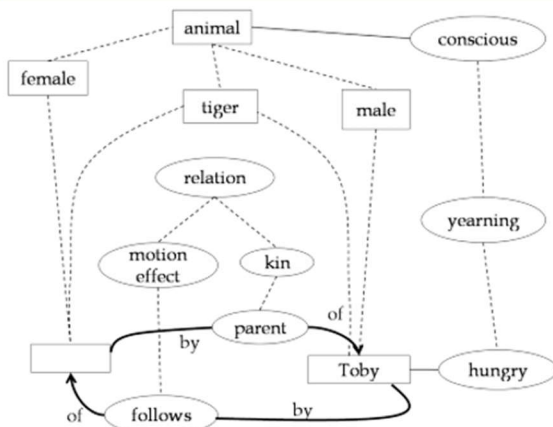 animal
conscious
female
tiger
male
relation
yearning
motion
effect
kin
of
parent
by
Toby
hungry
of
follows
by